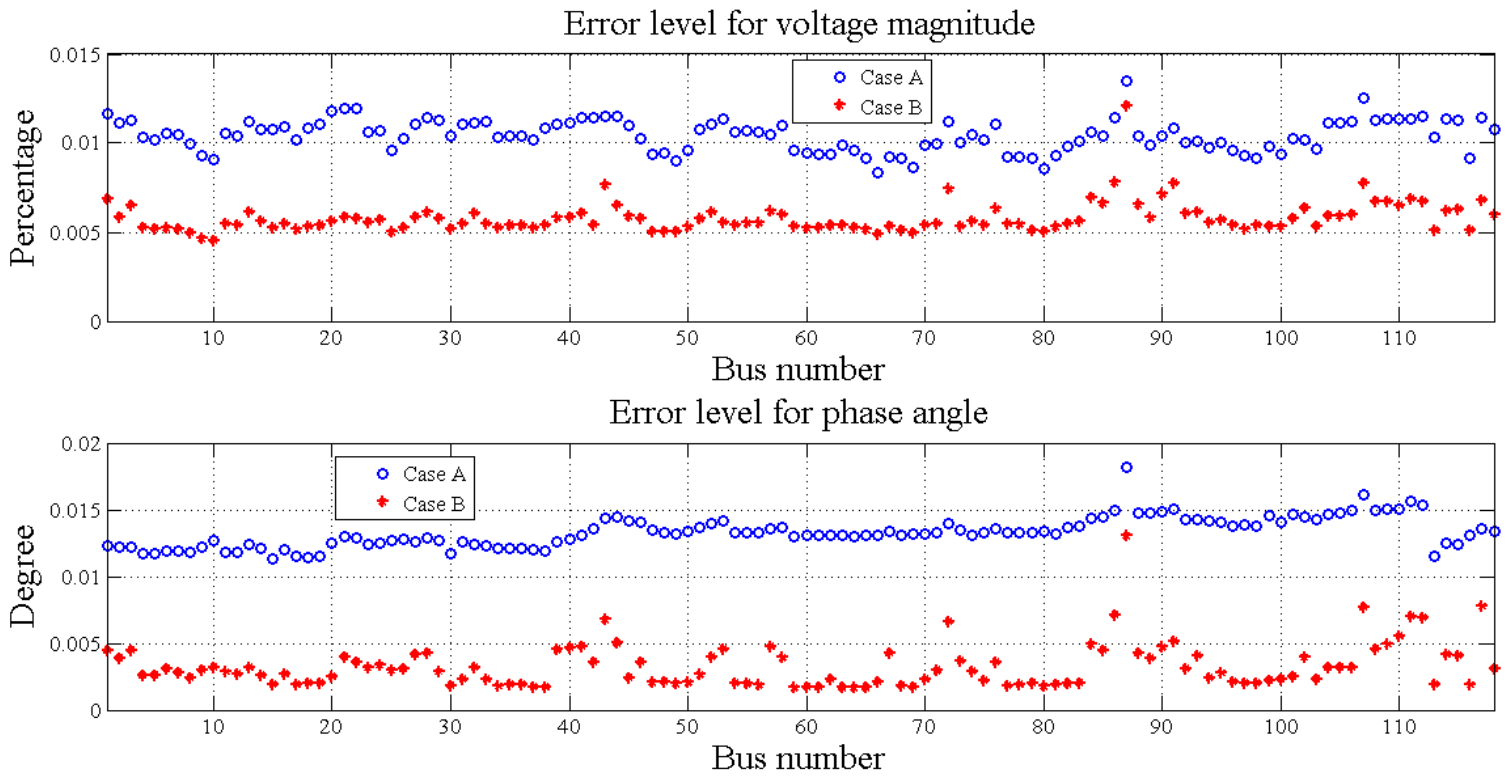 Error level for voltage magnitude
0.015
0.01
0.005
0
Percentage
Case A
Case B
10 20 30 40 50 60 70 80 90 100 110
Bus number
Error level for phase angle
0.02
0.015
0.01
0.005
0
Degree
Case A
Case B
10 20 30 40 50 60 70 80 90 100 110
Bus number